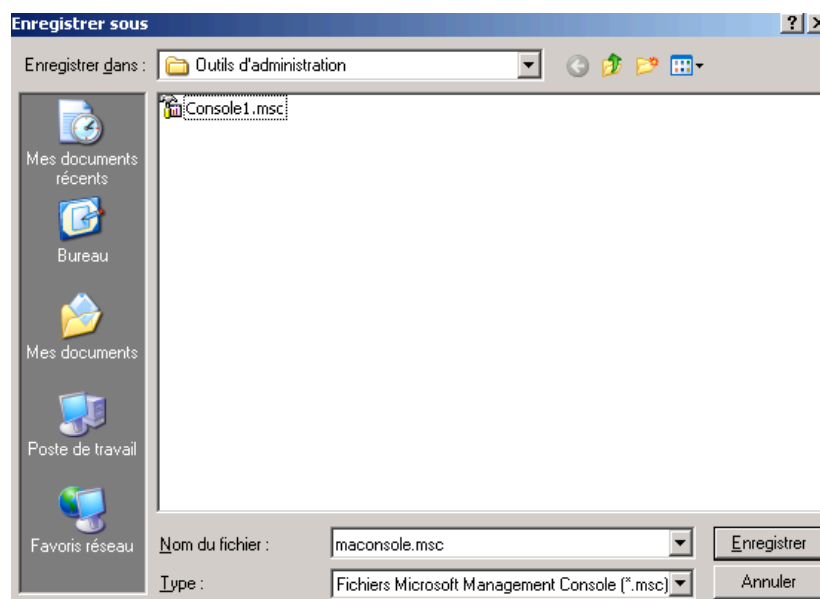 Enregistrer sous
Enregistrer dans : Outils d'administration
Console1.msc
Mes documents
récents
Bureau
Mes documents
Poste de travail
Favoris réseau
Nom du fichier : maconsole.msc Enregistrer
Type : Fichiers Microsoft Management Console (*.msc) Annuler